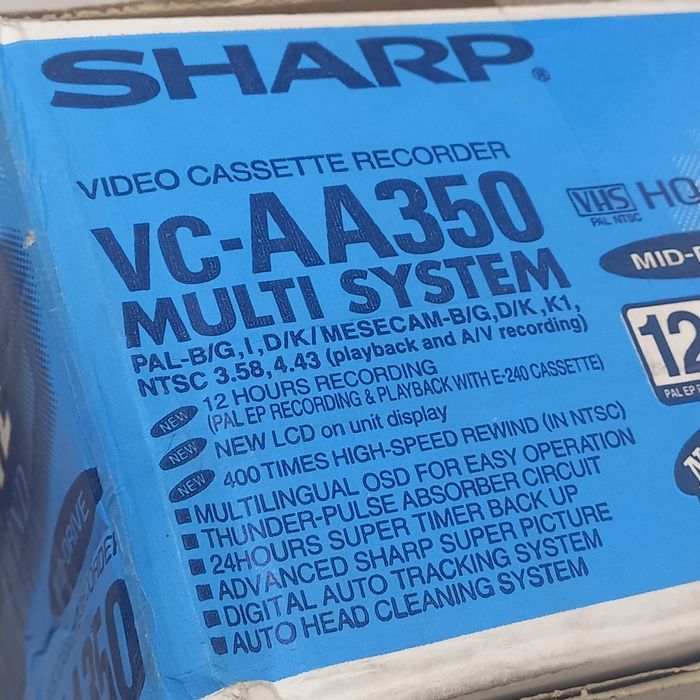 SHARP®
VIDEO CASSETTE RECORDER
VC-AA350
MULTI SYSTEM
PAL-B/G, I, D/K/MESECAM-B/G, D/K, K1,
NTSC 3.58, 4.43 (playback and A/V recording)
NEW 12 HOURS RECORDING
(PAL EP RECORDING & PLAYBACK WITH E-240 CASSETTE)
NEW NEW LCD on unit display
NEW 400 TIMES HIGH-SPEED REWIND (IN NTSC)
■MULTILINGUAL OSD FOR EASY OPERATION
■THUNDER-PULSE ABSORBER CIRCUIT
■24HOURS SUPER TIMER BACK UP
■ADVANCED SHARP SUPER PICTURE
■DIGITAL AUTO TRACKING SYSTEM
■AUTO HEAD CLEANING SYSTEM
VHS HQ
PAL NTSC
MID-
12
PAL EP
DRIVE
350